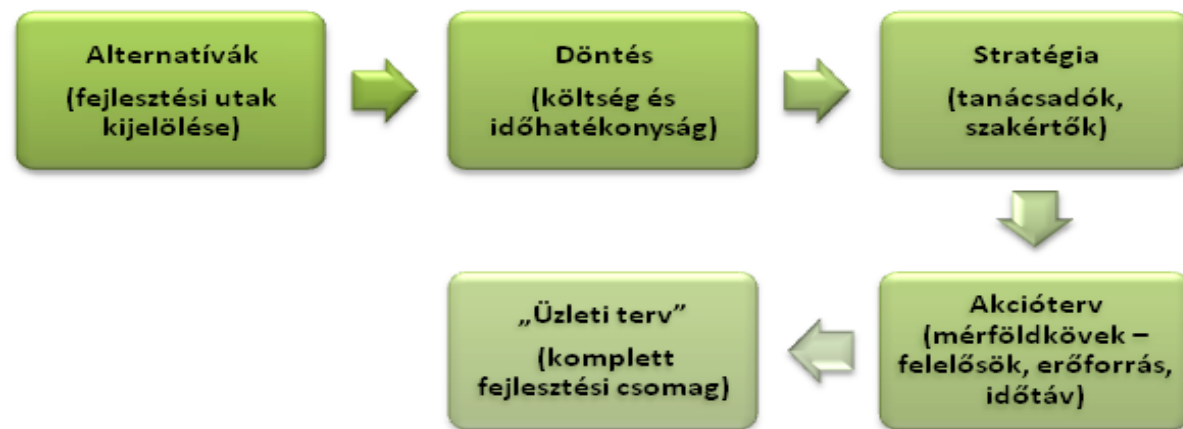 Alternatívák
(fejlesztési utak
kijelölése)
Döntés
(költség és
időhatékonyság)
Stratégia
(tanácsadók,
szakértők)
Akcióterv
(mérföldkövek –
felelősök, erőforrás,
időtáv)
„Üzleti terv”
(komplett
fejlesztési csomag)